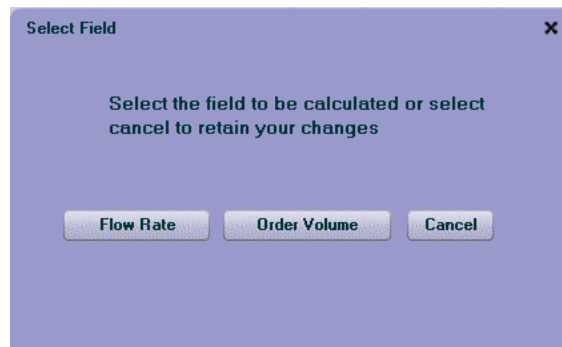 Select Field
Select the field to be calculated or select
cancel to retain your changes
Flow Rate Order Volume Cancel